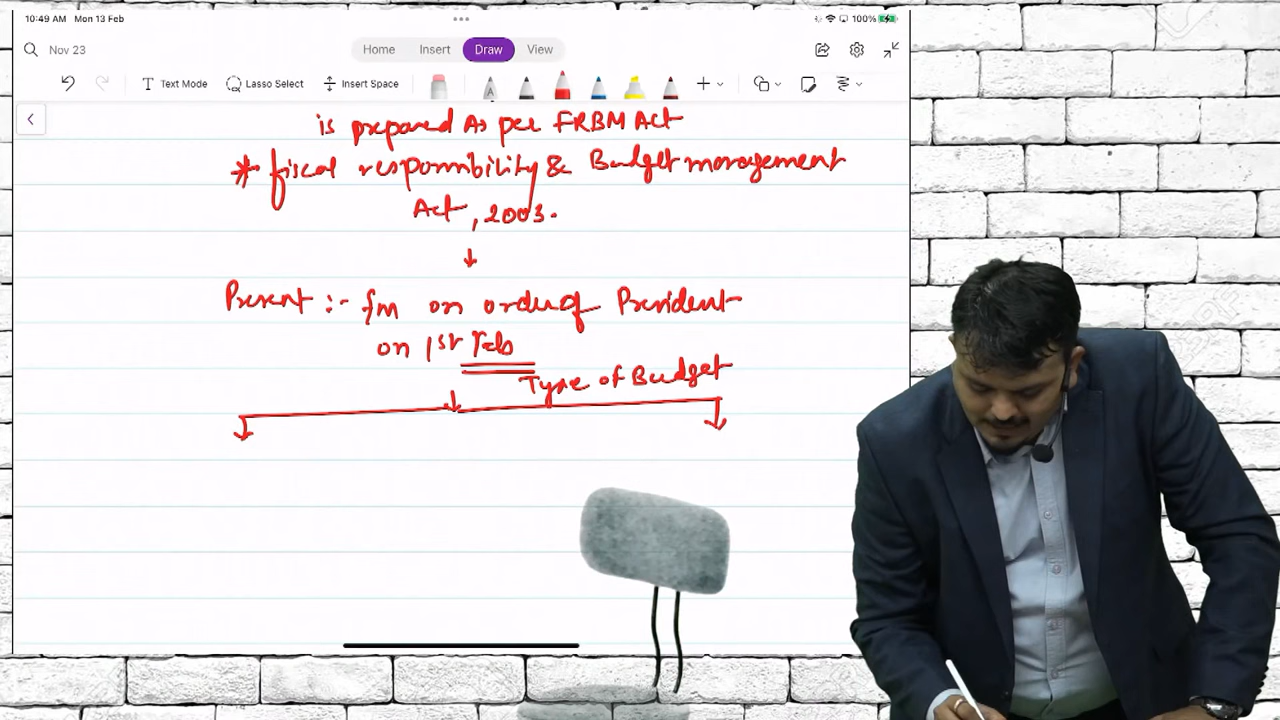 10:49 AM Mon 13 Feb
100%
Nov 23
Home Insert Draw View
Text Mode Lasso Select Insert Space
is prepared As per FRBM Act
* fiscal responsibility & Budget management
Act, 2003.
Present :- fm on order of President
on 1st Feb
Type of Budget